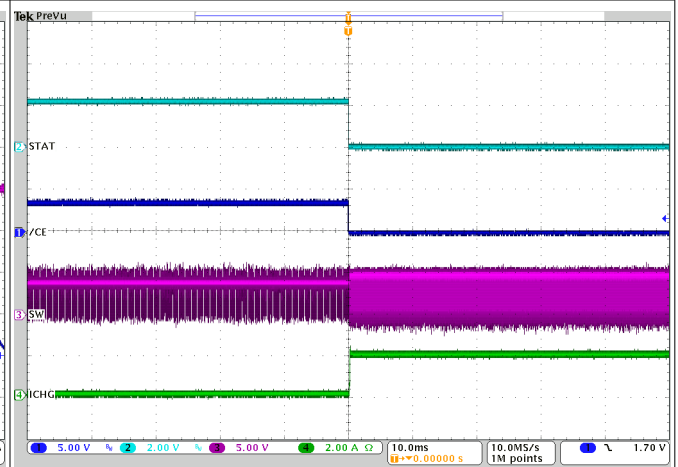 Tek PreVu
T
T
2 STAT
1 /CE
3 SW
4 ICHG
1 5.00 V 2 2.00 V 3 5.00 V 4 2.00 A Ω
10.0ms
T→▼0.00000 s
10.0MS/s
1M points
1 1.70 V